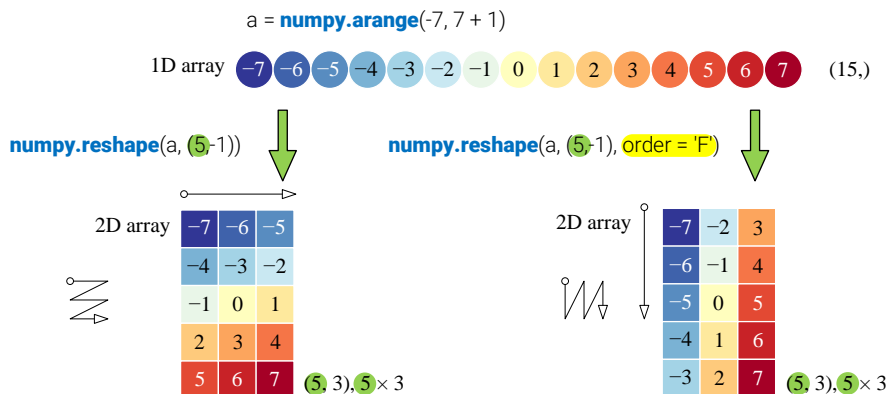 a = numpy.arange(-7, 7 + 1)
1D array −7 −6 −5 −4 −3 −2 −1 0 1 2 3 4 5 6 7 (15,)
numpy.reshape(a, (5,-1))
numpy.reshape(a, (5,-1), order = 'F')
2D array
−7 −6 −5
−4 −3 −2
−1 0 1
2 3 4
5 6 7
(5, 3), 5 × 3
2D array
−7 −2 3
−6 −1 4
−5 0 5
−4 1 6
−3 2 7
(5, 3), 5 × 3